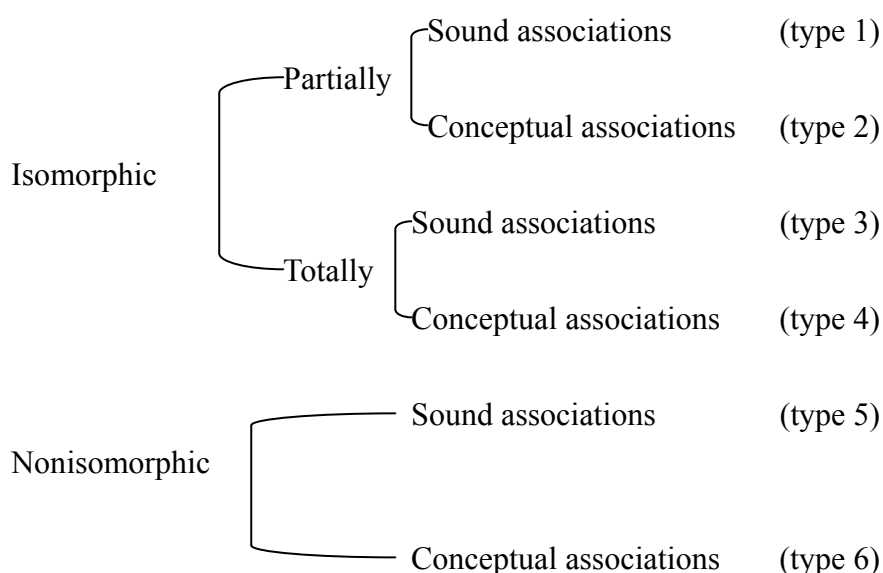 Sound associations (type 1)
Partially
Conceptual associations (type 2)
Isomorphic
Sound associations (type 3)
Totally
Conceptual associations (type 4)
Sound associations (type 5)
Nonisomorphic
Conceptual associations (type 6)